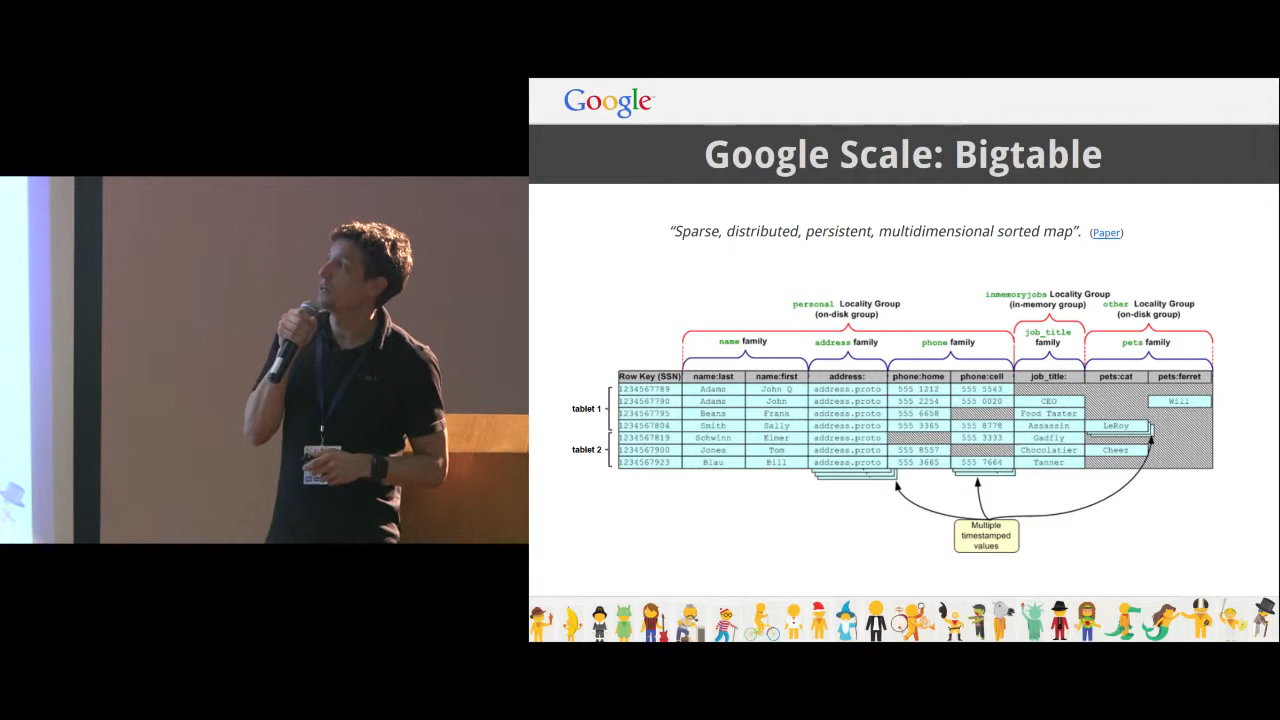 Google
Google Scale: Bigtable
“Sparse, distributed, persistent, multidimensional sorted map”. (Paper)
personal Locality Group
(on-disk group)
inmemoryjobs Locality Group
(in-memory group)
other Locality Group
(on-disk group)
name family
address family
phone family
job_title
family
pets family
Row Key (SSN) name:last name:first address: phone:home phone:cell job_title: pets:cat pets:ferret
tablet 1
1234567789 Adams John Q address.proto 555 1212 555 5543
1234567790 Adams John address.proto 555 2254 555 0020 CEO Will
1234567795 Beans Frank address.proto 555 6658 Food Taster
1234567804 Smith Sally address.proto 555 3365 555 8778 Assassin LeRoy
tablet 2
1234567819 Schwinn Elmer address.proto 555 3333 Gadfly
1234567900 Jones Tom address.proto 555 8557 Chocolatier Cheez
1234567923 Blau Bill address.proto 555 3665 555 7664 Tanner
Multiple
timestamped
values